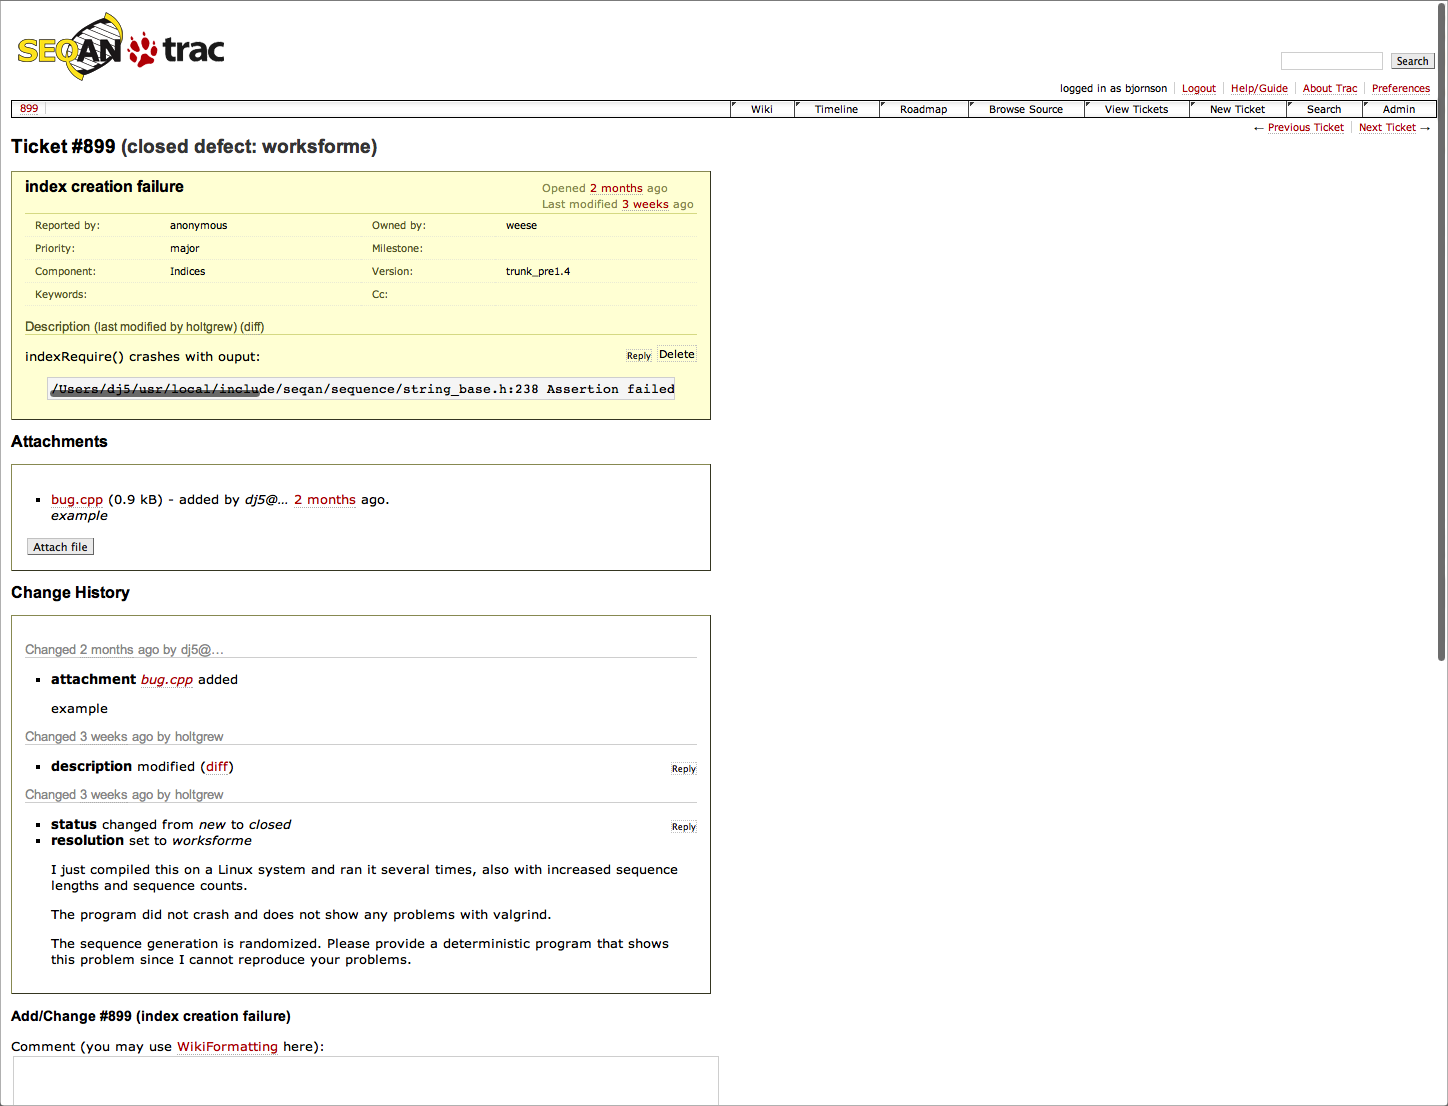 SEQAN trac
Search
logged in as bjornson Logout Help/Guide About Trac Preferences
899 Wiki Timeline Roadmap Browse Source View Tickets New Ticket Search Admin
← Previous Ticket Next Ticket →
Ticket #899 (closed defect: worksforme)
index creation failure
Opened 2 months ago
Last modified 3 weeks ago
Reported by: anonymous Owned by: weese
Priority: major Milestone:
Component: Indices Version: trunk_pre1.4
Keywords: Cc:
Description (last modified by holtgrew) (diff)
indexRequire() crashes with ouput: Reply Delete
/Users/dj5/usr/local/include/seqan/sequence/string_base.h:238 Assertion failed
Attachments
bug.cpp (0.9 kB) - added by dj5@... 2 months ago.
example
Attach file
Change History
Changed 2 months ago by dj5@...
attachment bug.cpp added
example
Changed 3 weeks ago by holtgrew
description modified (diff) Reply
Changed 3 weeks ago by holtgrew
status changed from new to closed Reply
resolution set to worksforme
I just compiled this on a Linux system and ran it several times, also with increased sequence
lengths and sequence counts.
The program did not crash and does not show any problems with valgrind.
The sequence generation is randomized. Please provide a deterministic program that shows
this problem since I cannot reproduce your problems.
Add/Change #899 (index creation failure)
Comment (you may use WikiFormatting here):